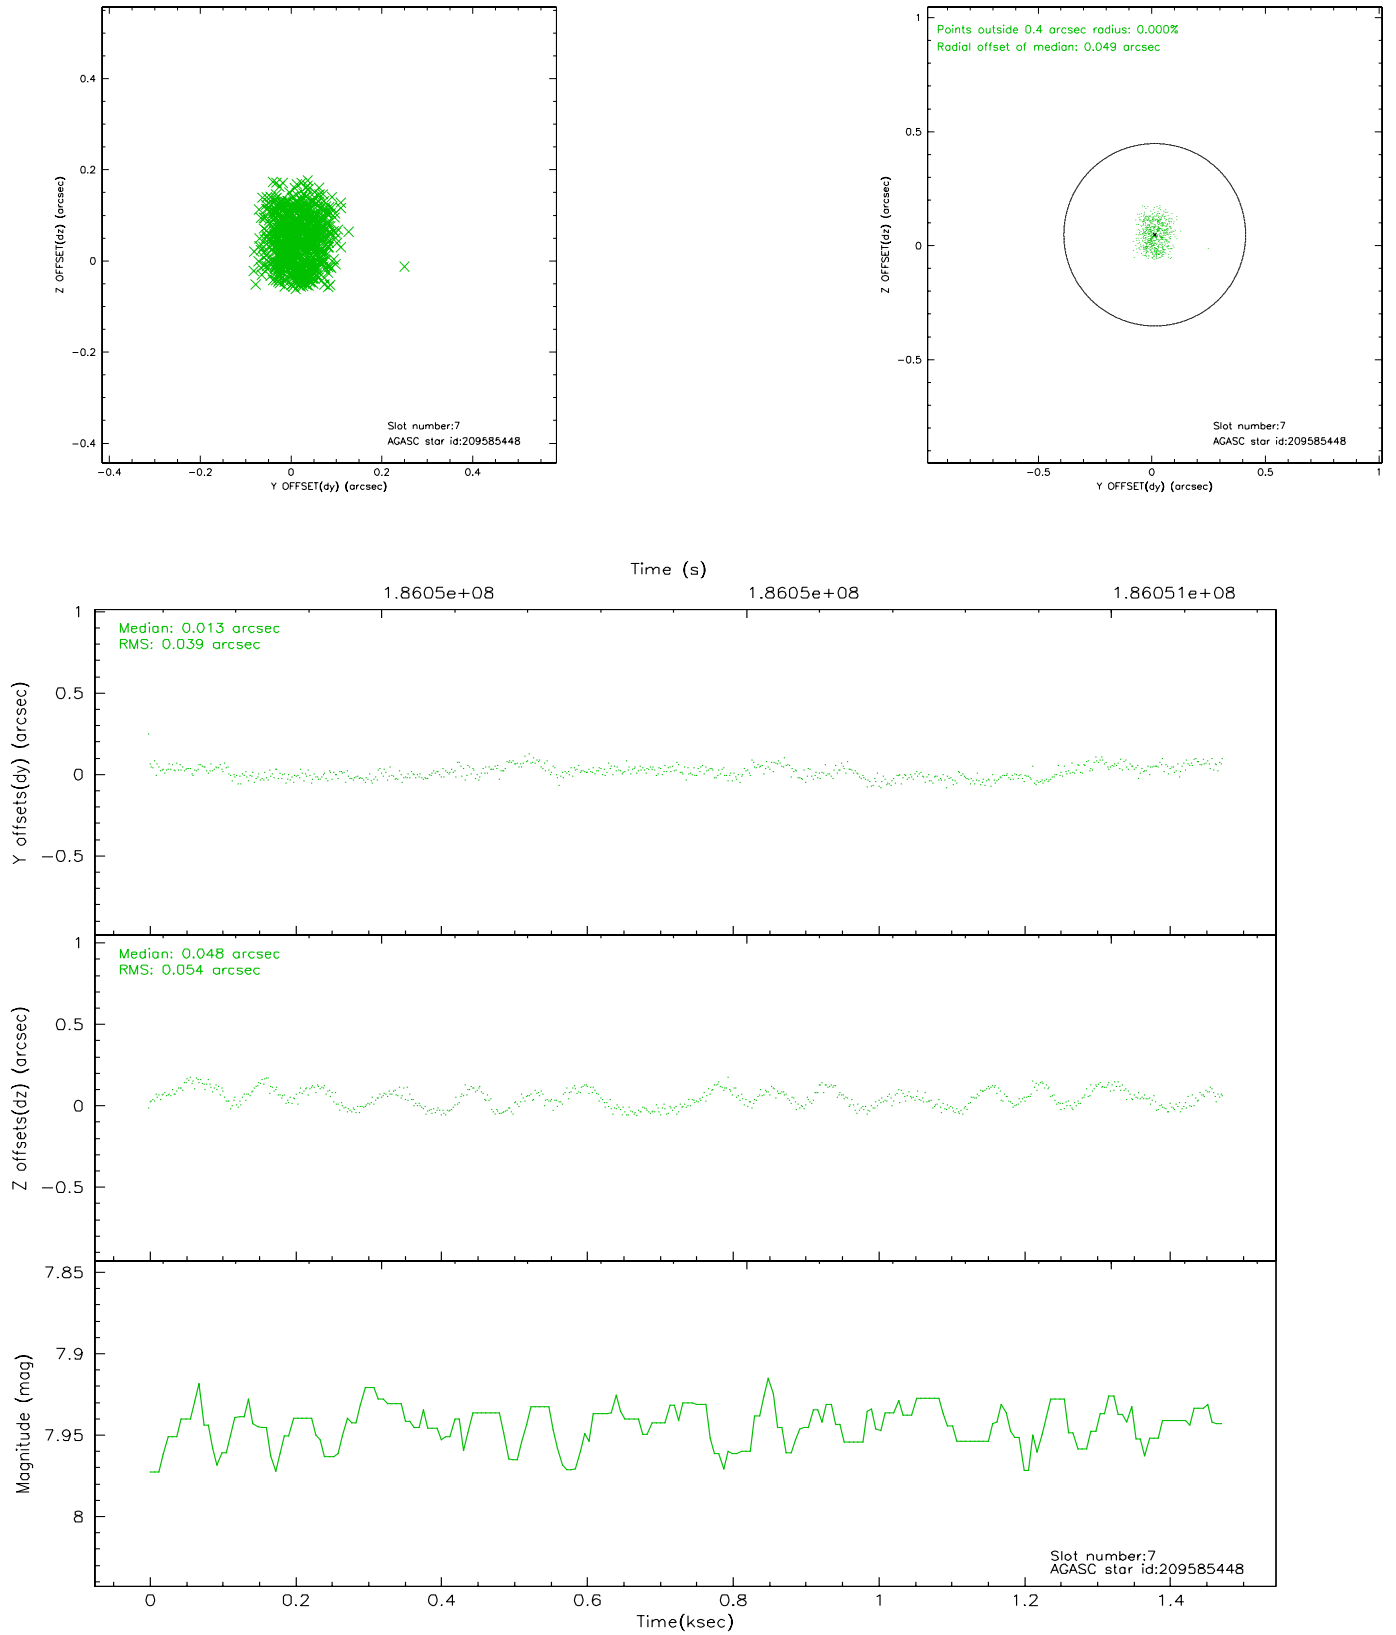 0.4
0.2
0
−0.2
−0.4
Z OFFSET(dz) (arcsec)
Slot number:7
AGASC star id:209585448
−0.4
−0.2
0
0.2
0.4
Y OFFSET(dy) (arcsec)
Points outside 0.4 arcsec radius: 0.000%
Radial offset of median: 0.049 arcsec
1
0.5
0
−0.5
Z OFFSET(dz) (arcsec)
Slot number:7
AGASC star id:209585448
−0.5
0
0.5
1
Y OFFSET(dy) (arcsec)
Time (s)
1.8605e+08
1.8605e+08
1.86051e+08
Median: 0.013 arcsec
RMS: 0.039 arcsec
1
0.5
0
−0.5
Y offsets(dy) (arcsec)
Median: 0.048 arcsec
RMS: 0.054 arcsec
1
0.5
0
−0.5
Z offsets(dz) (arcsec)
7.85
7.9
7.95
8
Magnitude (mag)
Slot number:7
AGASC star id:209585448
0
0.2
0.4
0.6
0.8
1
1.2
1.4
Time(ksec)